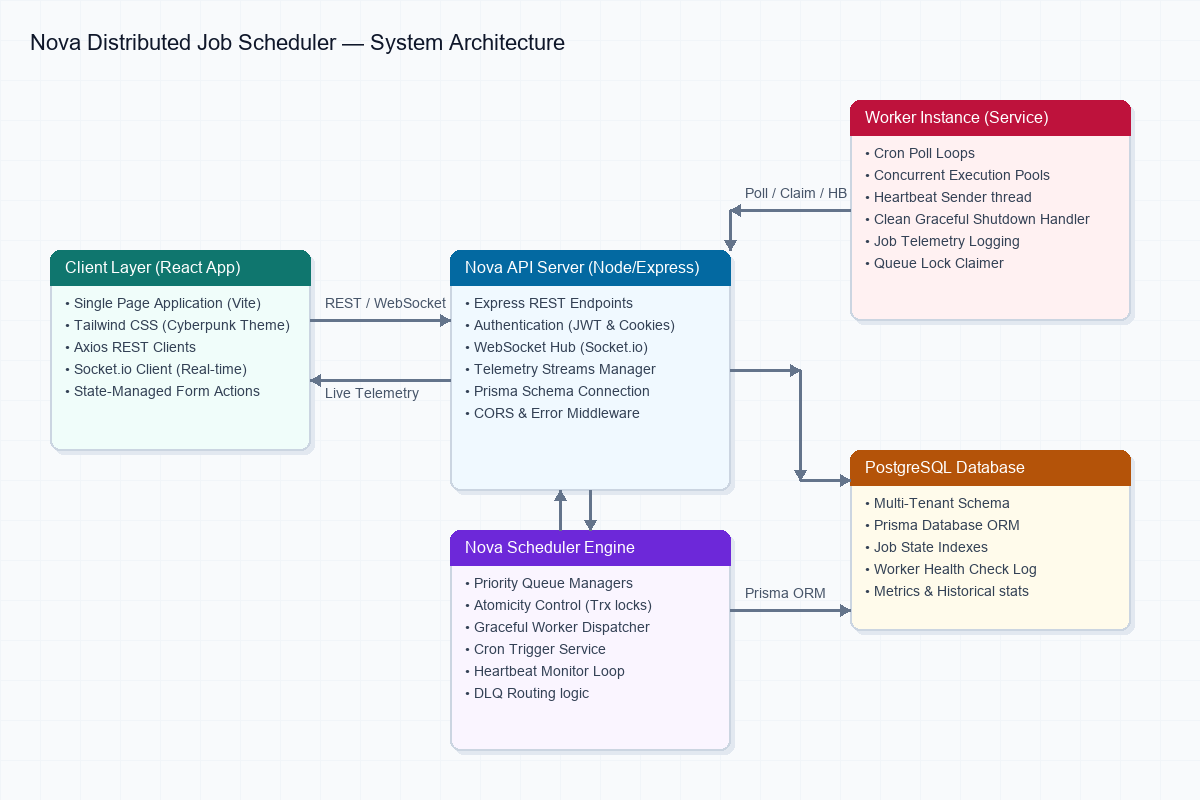 Nova Distributed Job Scheduler — System Architecture
Worker Instance (Service)
• Cron Poll Loops
• Concurrent Execution Pools
• Heartbeat Sender thread
• Clean Graceful Shutdown Handler
• Job Telemetry Logging
• Queue Lock Claimer
Poll / Claim / HB
Client Layer (React App)
• Single Page Application (Vite)
• Tailwind CSS (Cyberpunk Theme)
• Axios REST Clients
• Socket.io Client (Real-time)
• State-Managed Form Actions
REST / WebSocket
Live Telemetry
Nova API Server (Node/Express)
• Express REST Endpoints
• Authentication (JWT & Cookies)
• WebSocket Hub (Socket.io)
• Telemetry Streams Manager
• Prisma Schema Connection
• CORS & Error Middleware
PostgreSQL Database
• Multi-Tenant Schema
• Prisma Database ORM
• Job State Indexes
• Worker Health Check Log
• Metrics & Historical stats
Nova Scheduler Engine
• Priority Queue Managers
• Atomicity Control (Trx locks)
• Graceful Worker Dispatcher
• Cron Trigger Service
• Heartbeat Monitor Loop
• DLQ Routing logic
Prisma ORM